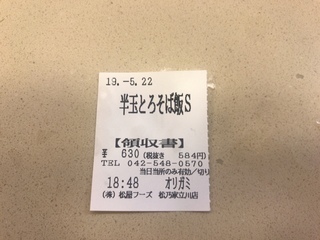 19.-5.22
半玉とろそば飯S
【領収書】
¥ 630(税抜き 584円)
TEL 042-548-0570
当日当所のみ有効/切り
18:48 オリガミ
(株)松屋フーズ 松乃家立川店